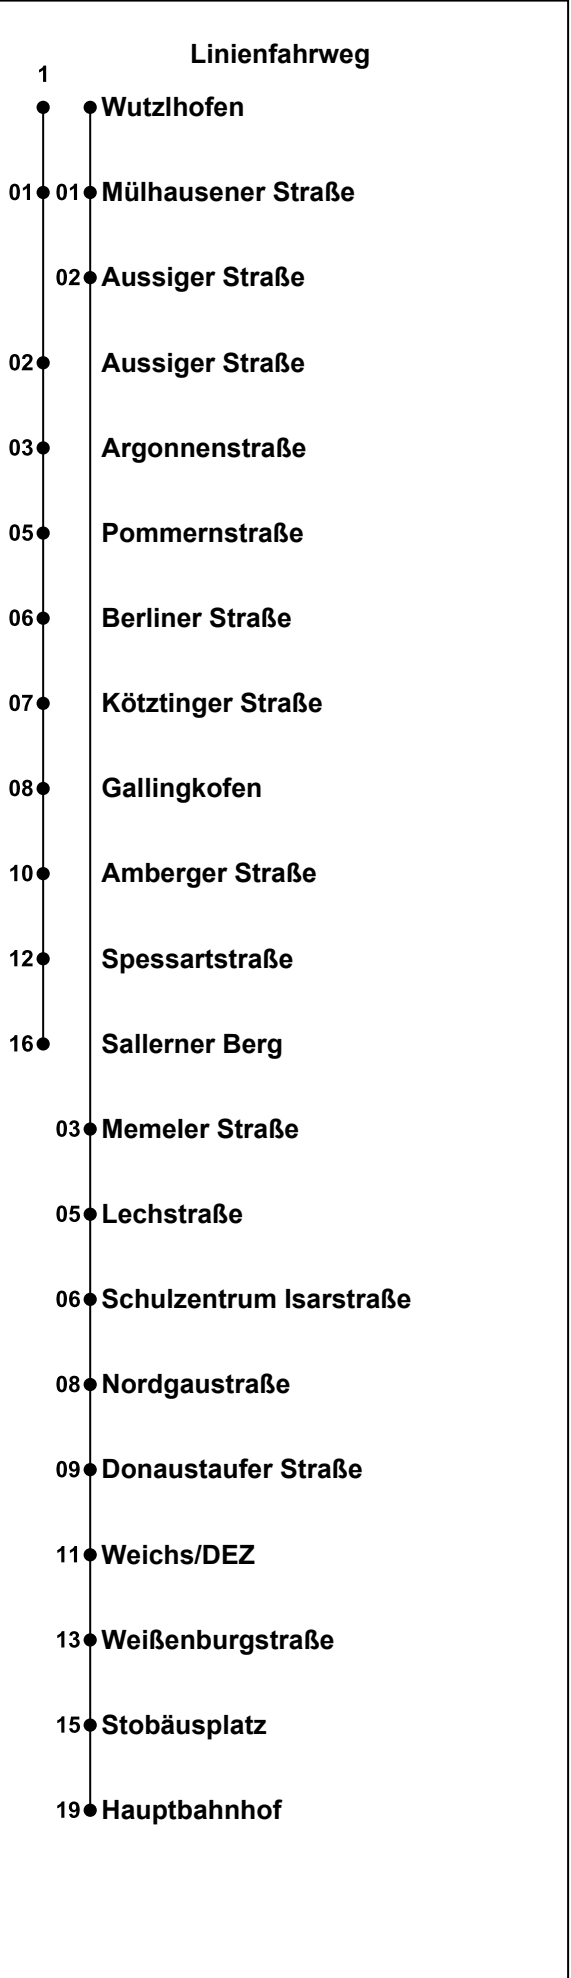 Linienfahrweg
1
Wutzlhofen
01 01 Mülhausener Straße
02 Aussiger Straße
02 Aussiger Straße
03 Argonnenstraße
05 Pommernstraße
06 Berliner Straße
07 Kötztinger Straße
08 Gallingkofen
10 Amberger Straße
12 Spessartstraße
16 Sallerner Berg
03 Memeler Straße
05 Lechstraße
06 Schulzentrum Isarstraße
08 Nordgaustraße
09 Donaustaufer Straße
11 Weichs/DEZ
13 Weißenburgstraße
15 Stobäusplatz
19 Hauptbahnhof